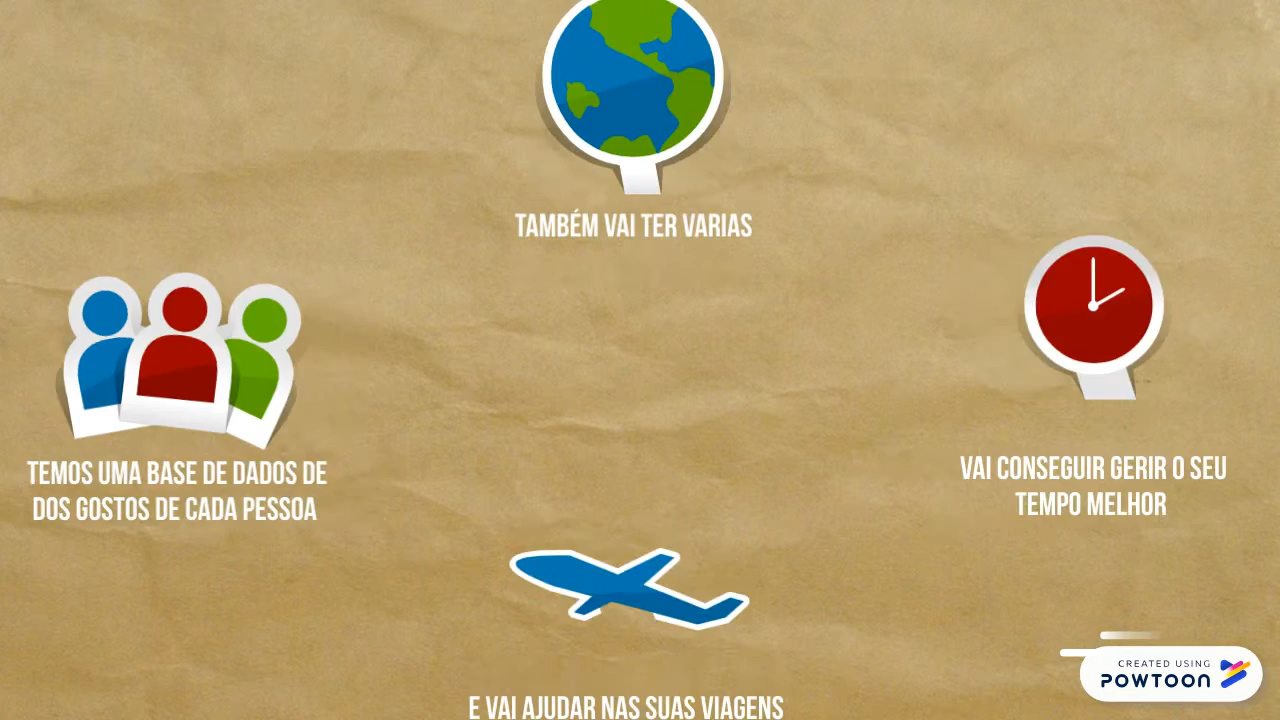 TAMBÉM VAI TER VARIAS
TEMOS UMA BASE DE DADOS DE
DOS GOSTOS DE CADA PESSOA
VAI CONSEGUIR GERIR O SEU
TEMPO MELHOR
E VAI AJUDAR NAS SUAS VIAGENS
CREATED USING
POWTOON